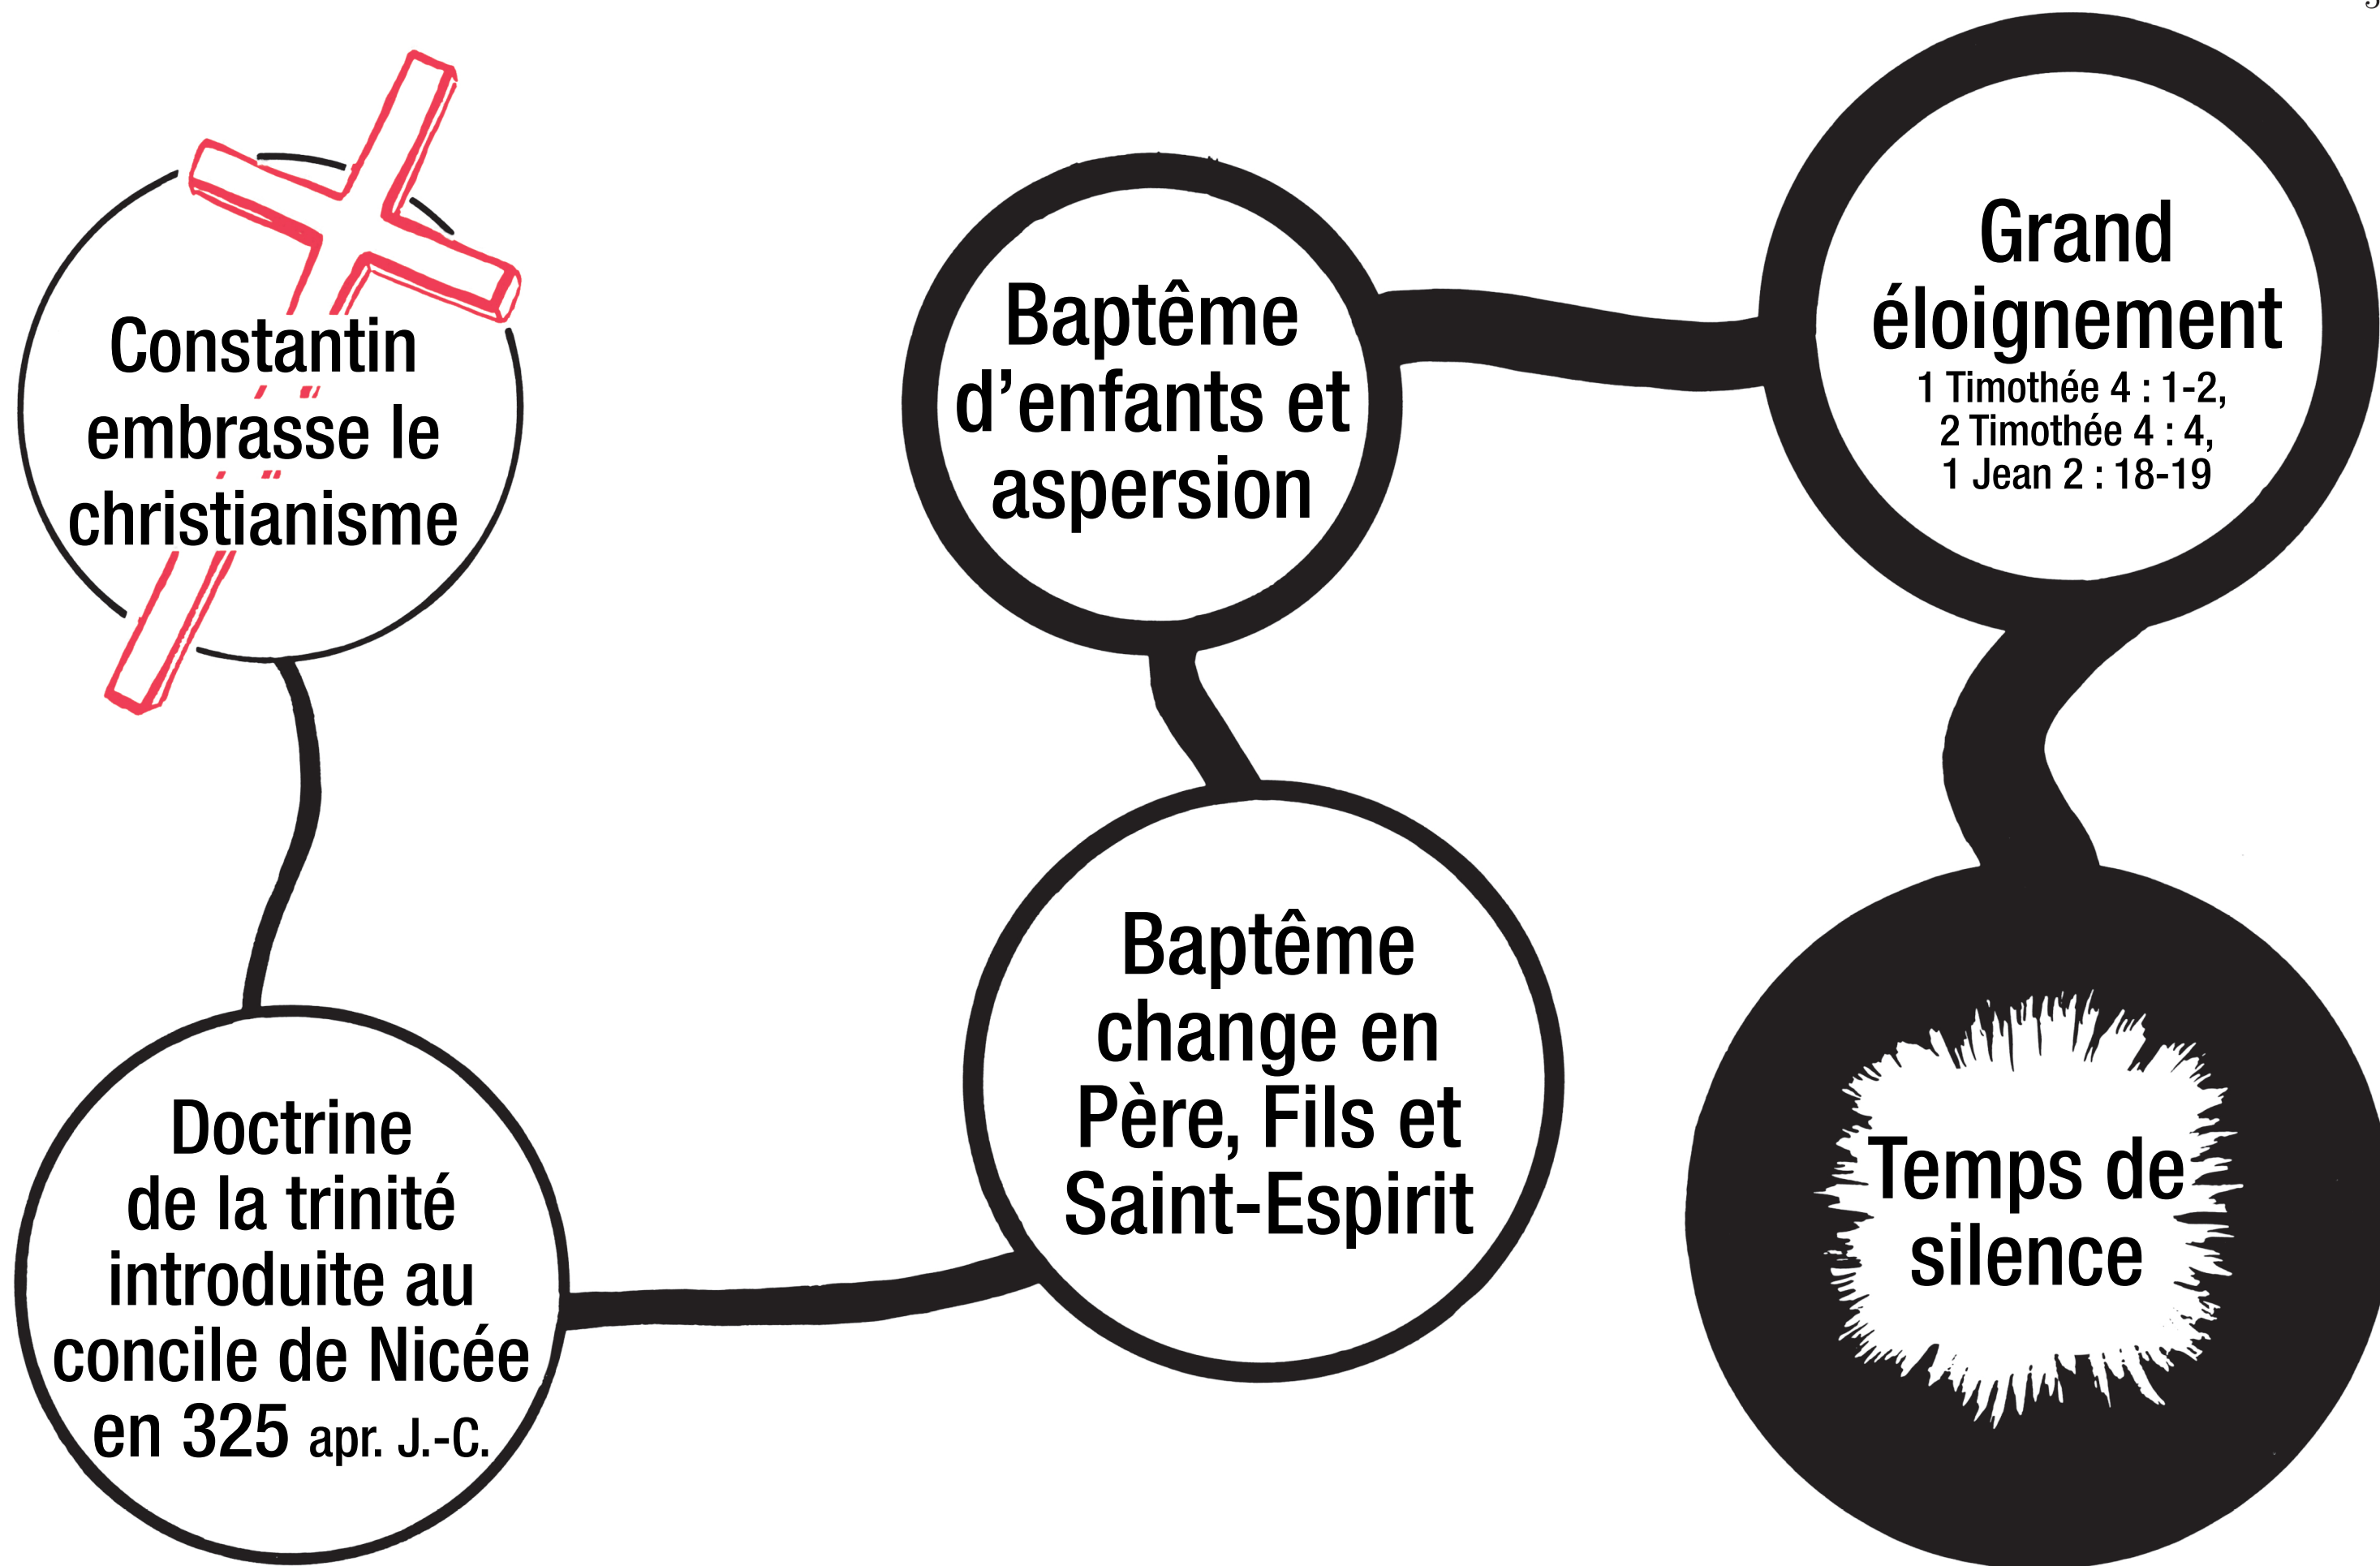 Constantin
embrasse le
christianisme
Doctrine
de la trinité
introduite au
concile de Nicée
en 325 apr. J.-C.
Baptême
change en
Père, Fils et
Saint-Espirit
Baptême
d’enfants et
aspersion
Grand
éloignement
1 Timothée 4 : 1-2,
2 Timothée 4 : 4,
1 Jean 2 : 18-19
Temps de
silence